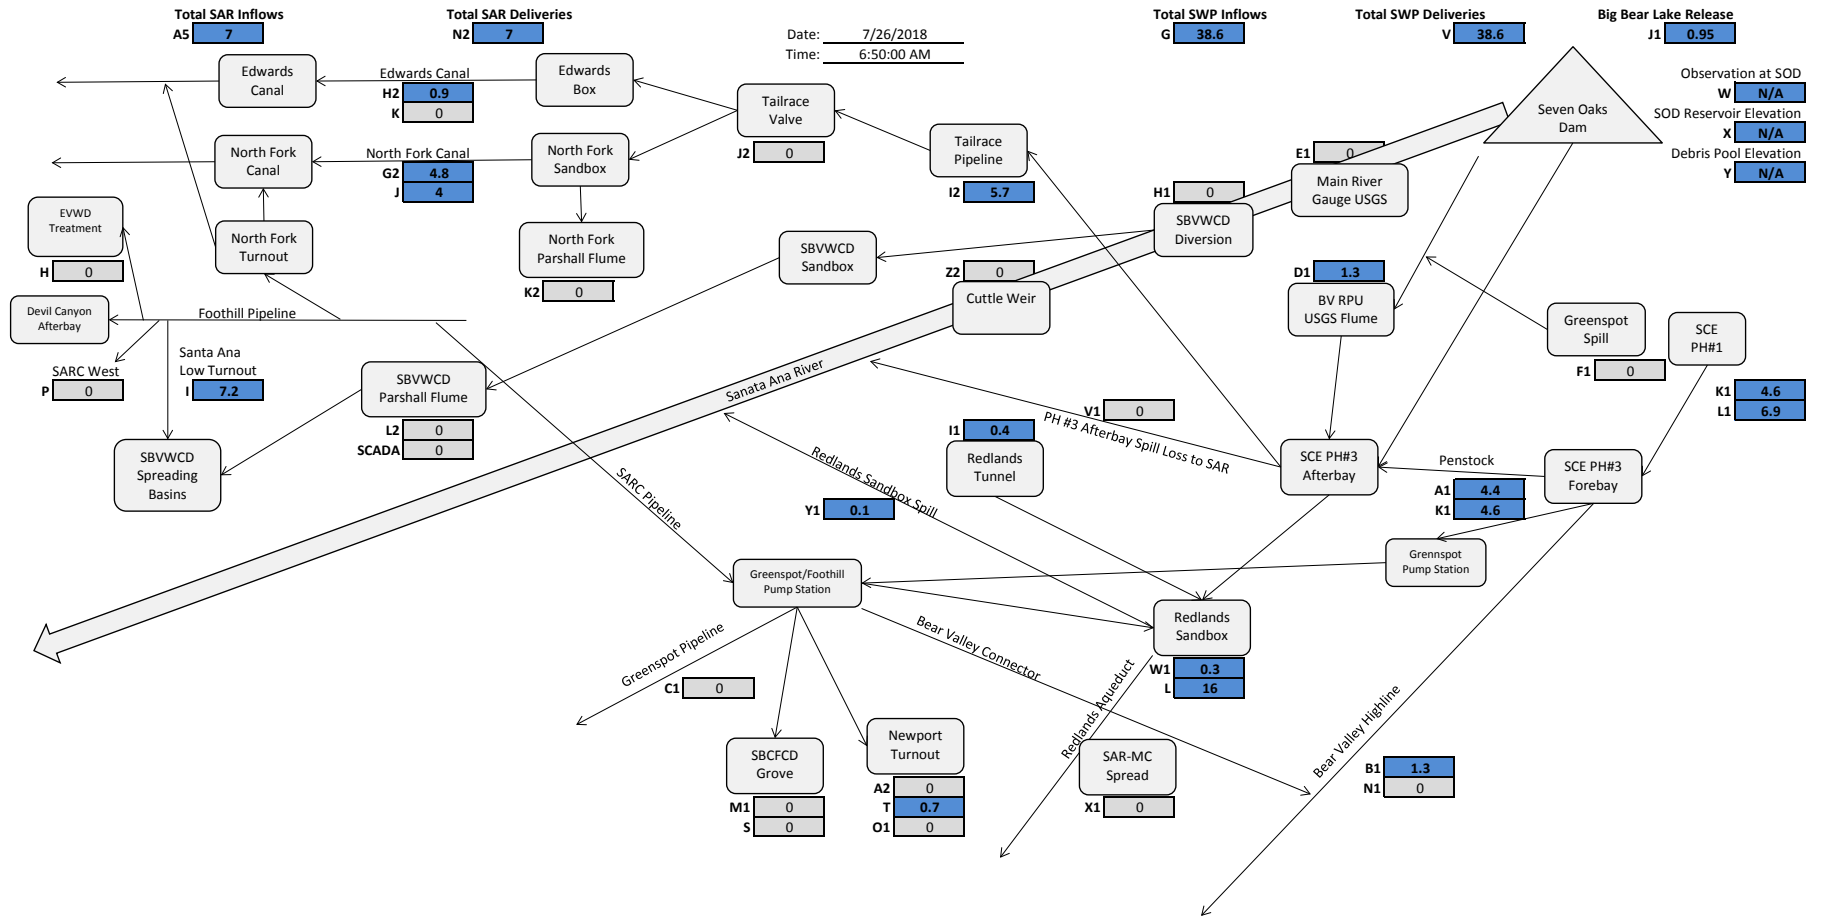 Total SAR Inflows
A5 7
Total SAR Deliveries
N2 7
Date: 7/26/2018
Time: 6:50:00 AM
Total SWP Inflows
G 38.6
Total SWP Deliveries
V 38.6
Big Bear Lake Release
J1 0.95
Edwards
Canal
Edwards Canal
H2 0.9
K 0
Edwards
Box
Tailrace
Valve
J2 0
Tailrace
Pipeline
I2 5.7
E1 0
Seven Oaks
Dam
Observation at SOD
W N/A
SOD Reservoir Elevation
X N/A
Debris Pool Elevation
Y N/A
North Fork
Canal
North Fork Canal
G2 4.8
J 4
North Fork
Sandbox
H1 0
Main River
Gauge USGS
EVWD
Treatment
H 0
North Fork
Turnout
North Fork
Parshall Flume
K2 0
SBVWCD
Sandbox
SBVWCD
Diversion
Z2 0
Cuttle Weir
D1 1.3
BV RPU
USGS Flume
Greenspot
Spill
F1 0
SCE
PH#1
K1 4.6
L1 6.9
Devil Canyon
Afterbay
Foothill Pipeline
SARC West
P 0
Santa Ana
Low Turnout
I 7.2
SBVWCD
Parshall Flume
L2 0
SCADA 0
Sanata Ana River
V1 0
PH #3 Afterbay Spill Loss to SAR
I1 0.4
Redlands
Tunnel
SCE PH#3
Afterbay
Penstock
A1 4.4
K1 4.6
SCE PH#3
Forebay
SBVWCD
Spreading
Basins
SARC Pipeline
Redlands Sandbox Spill
Y1 0.1
Grennspot
Pump Station
Greenspot/Foothill
Pump Station
Redlands
Sandbox
W1 0.3
L 16
Greenspot Pipeline
C1 0
Bear Valley Connector
Redlands Aqueduct
Bear Valley Highline
SBCFCD
Grove
M1 0
S 0
Newport
Turnout
A2 0
T 0.7
O1 0
SAR-MC
Spread
X1 0
B1 1.3
N1 0